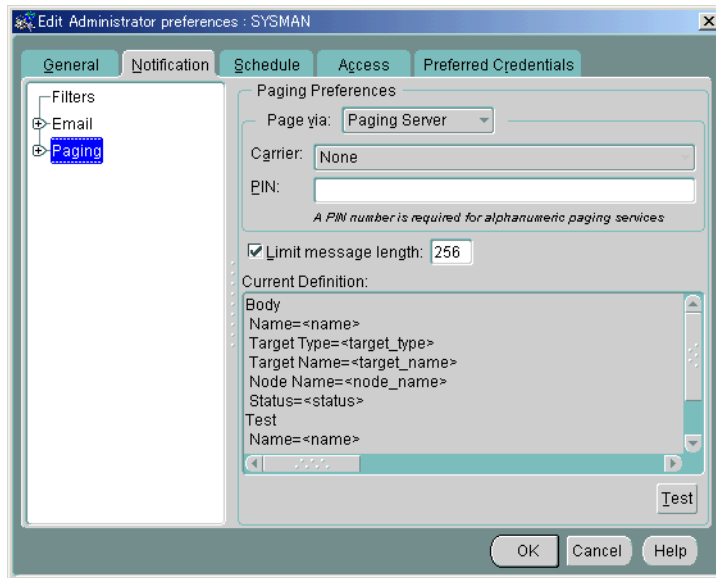 Edit Administrator preferences : SYSMAN
General Notification Schedule Access Preferred Credentials
Filters
Email
Paging
Paging Preferences
Page via: Paging Server
Carrier: None
PIN:
A PIN number is required for alphanumeric paging services
Limit message length: 256
Current Definition:
Body
Name=<name>
Target Type=<target_type>
Target Name=<target_name>
Node Name=<node_name>
Status=<status>
Test
Name=<name>
Test
OK Cancel Help